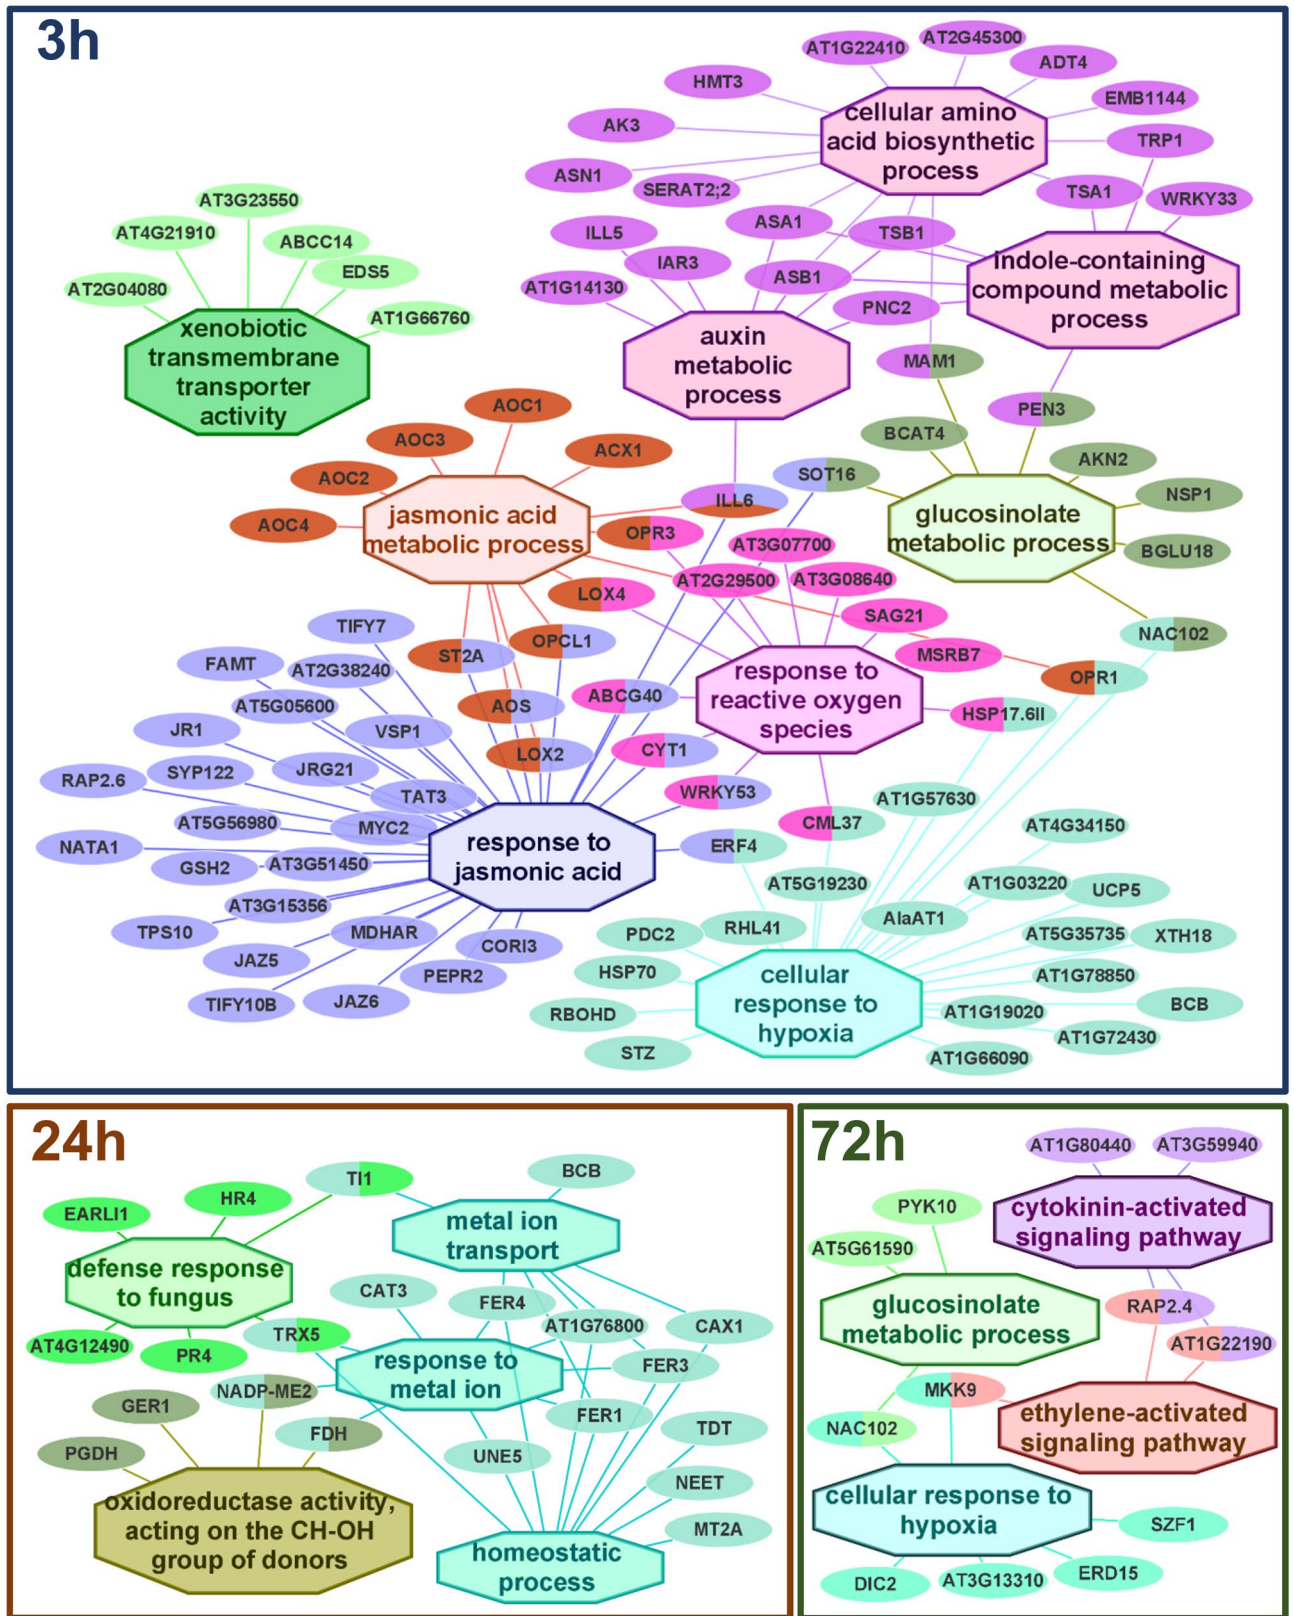 3h
AT1G22410
AT2G45300
ADT4
HMT3
EMB1144
cellular amino
acid biosynthetic
process
AK3
TRP1
ASN1
SERAT2;2
TSA1
WRKY33
AT3G23550
AT4G21910
ABCC14
EDS5
AT2G04080
AT1G66760
xenobiotic
transmembrane
transporter
activity
ILL5
ASA1
TSB1
IAR3
ASB1
AT1G14130
PNC2
indole-containing
compound metabolic
process
auxin
metabolic
process
MAM1
PEN3
AOC1
AOC3
ACX1
AOC2
AOC4
jasmonic acid
metabolic process
BCAT4
SOT16
AKN2
NSP1
BGLU18
glucosinolate
metabolic process
ILL6
OPR3
AT3G07700
AT2G29500
AT3G08640
LOX4
SAG21
MSRB7
NAC102
OPR1
TIFY7
OPCL1
ST2A
FAMT
AT2G38240
AT5G05600
AOS
ABCG40
response to
reactive oxygen
species
HSP17.6II
JR1
VSP1
LOX2
CYT1
RAP2.6
SYP122
JRG21
TAT3
WRKY53
AT5G56980
MYC2
CML37
AT1G57630
AT4G34150
NATA1
GSH2
AT3G51450
response to
jasmonic acid
ERF4
AT5G19230
AT1G03220
UCP5
AT3G15356
TPS10
MDHAR
CORI3
PDC2
RHL41
AlaAT1
AT5G35735
XTH18
JAZ5
PEPR2
HSP70
AT1G78850
TIFY10B
JAZ6
RBOHD
cellular
response to
hypoxia
AT1G19020
BCB
STZ
AT1G72430
AT1G66090
24h
TI1
BCB
HR4
EARLI1
metal ion
transport
defense response
to fungus
CAT3
FER4
AT1G76800
CAX1
AT4G12490
PR4
TRX5
response to
metal ion
FER3
NADP-ME2
GER1
FER1
FDH
TDT
PGDH
UNE5
NEET
MT2A
oxidoreductase activity,
acting on the CH-OH
group of donors
homeostatic
process
72h
AT1G80440
AT3G59940
PYK10
cytokinin-activated
signaling pathway
AT5G61590
glucosinolate
metabolic process
RAP2.4
AT1G22190
MKK9
NAC102
ethylene-activated
signaling pathway
cellular response to
hypoxia
SZF1
DIC2
AT3G13310
ERD15